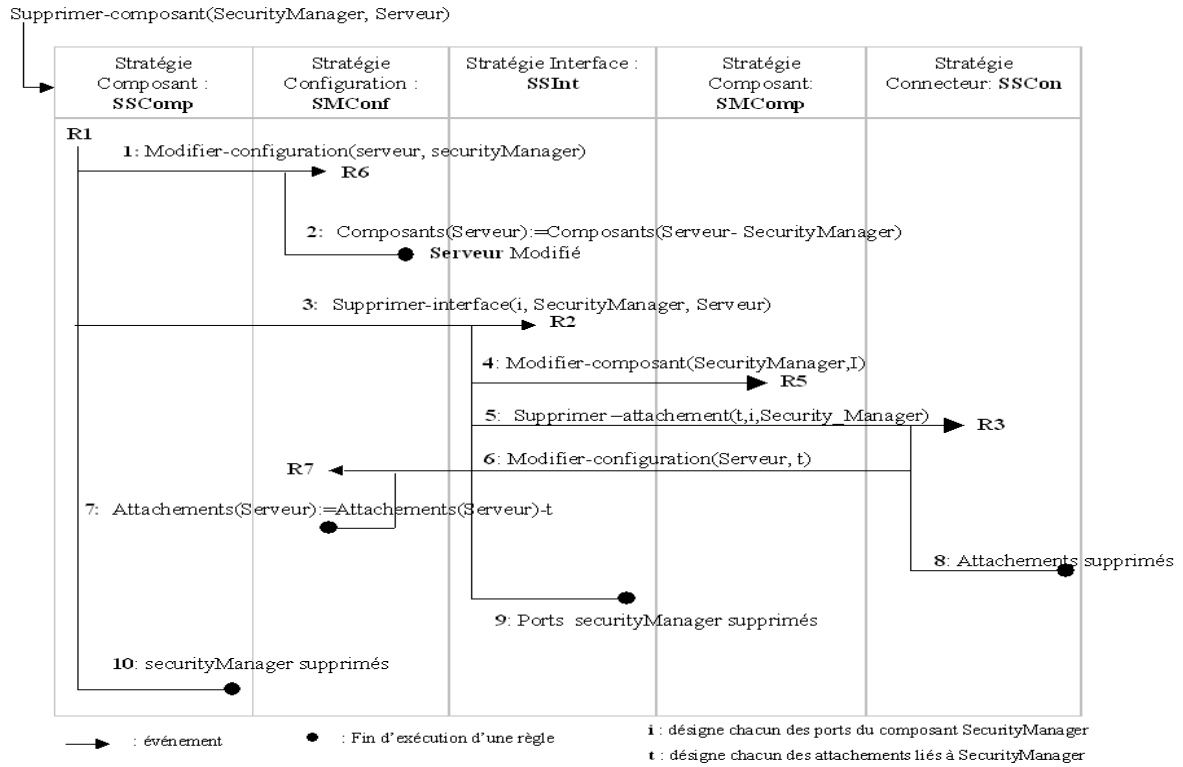 Supprimer-composant(SecurityManager, Serveur)
Stratégie
Composant :
SSComp
Stratégie
Configuration :
SMConf
Stratégie Interface :
SSInt
Stratégie
Composant:
SMComp
Stratégie
Connecteur: SSCon
R1
1: Modifier-configuration(serveur, securityManager)
R6
2: Composants(Serveur):=Composants(Serveur- SecurityManager)
Serveur Modifié
3: Supprimer-interface(i, SecurityManager, Serveur)
R2
4: Modifier-composant(SecurityManager,I)
R5
5: Supprimer–attachement(t,i,Security_Manager)
R3
6: Modifier-configuration(Serveur, t)
R7
7: Attachements(Serveur):=Attachements(Serveur)-t
8: Attachements supprimés
9: Ports securityManager supprimés
10: securityManager supprimés
: événement
: Fin d'exécution d'une règle
i : désigne chacun des ports du composant SecurityManager
t : désigne chacun des attachements liés à SecurityManager